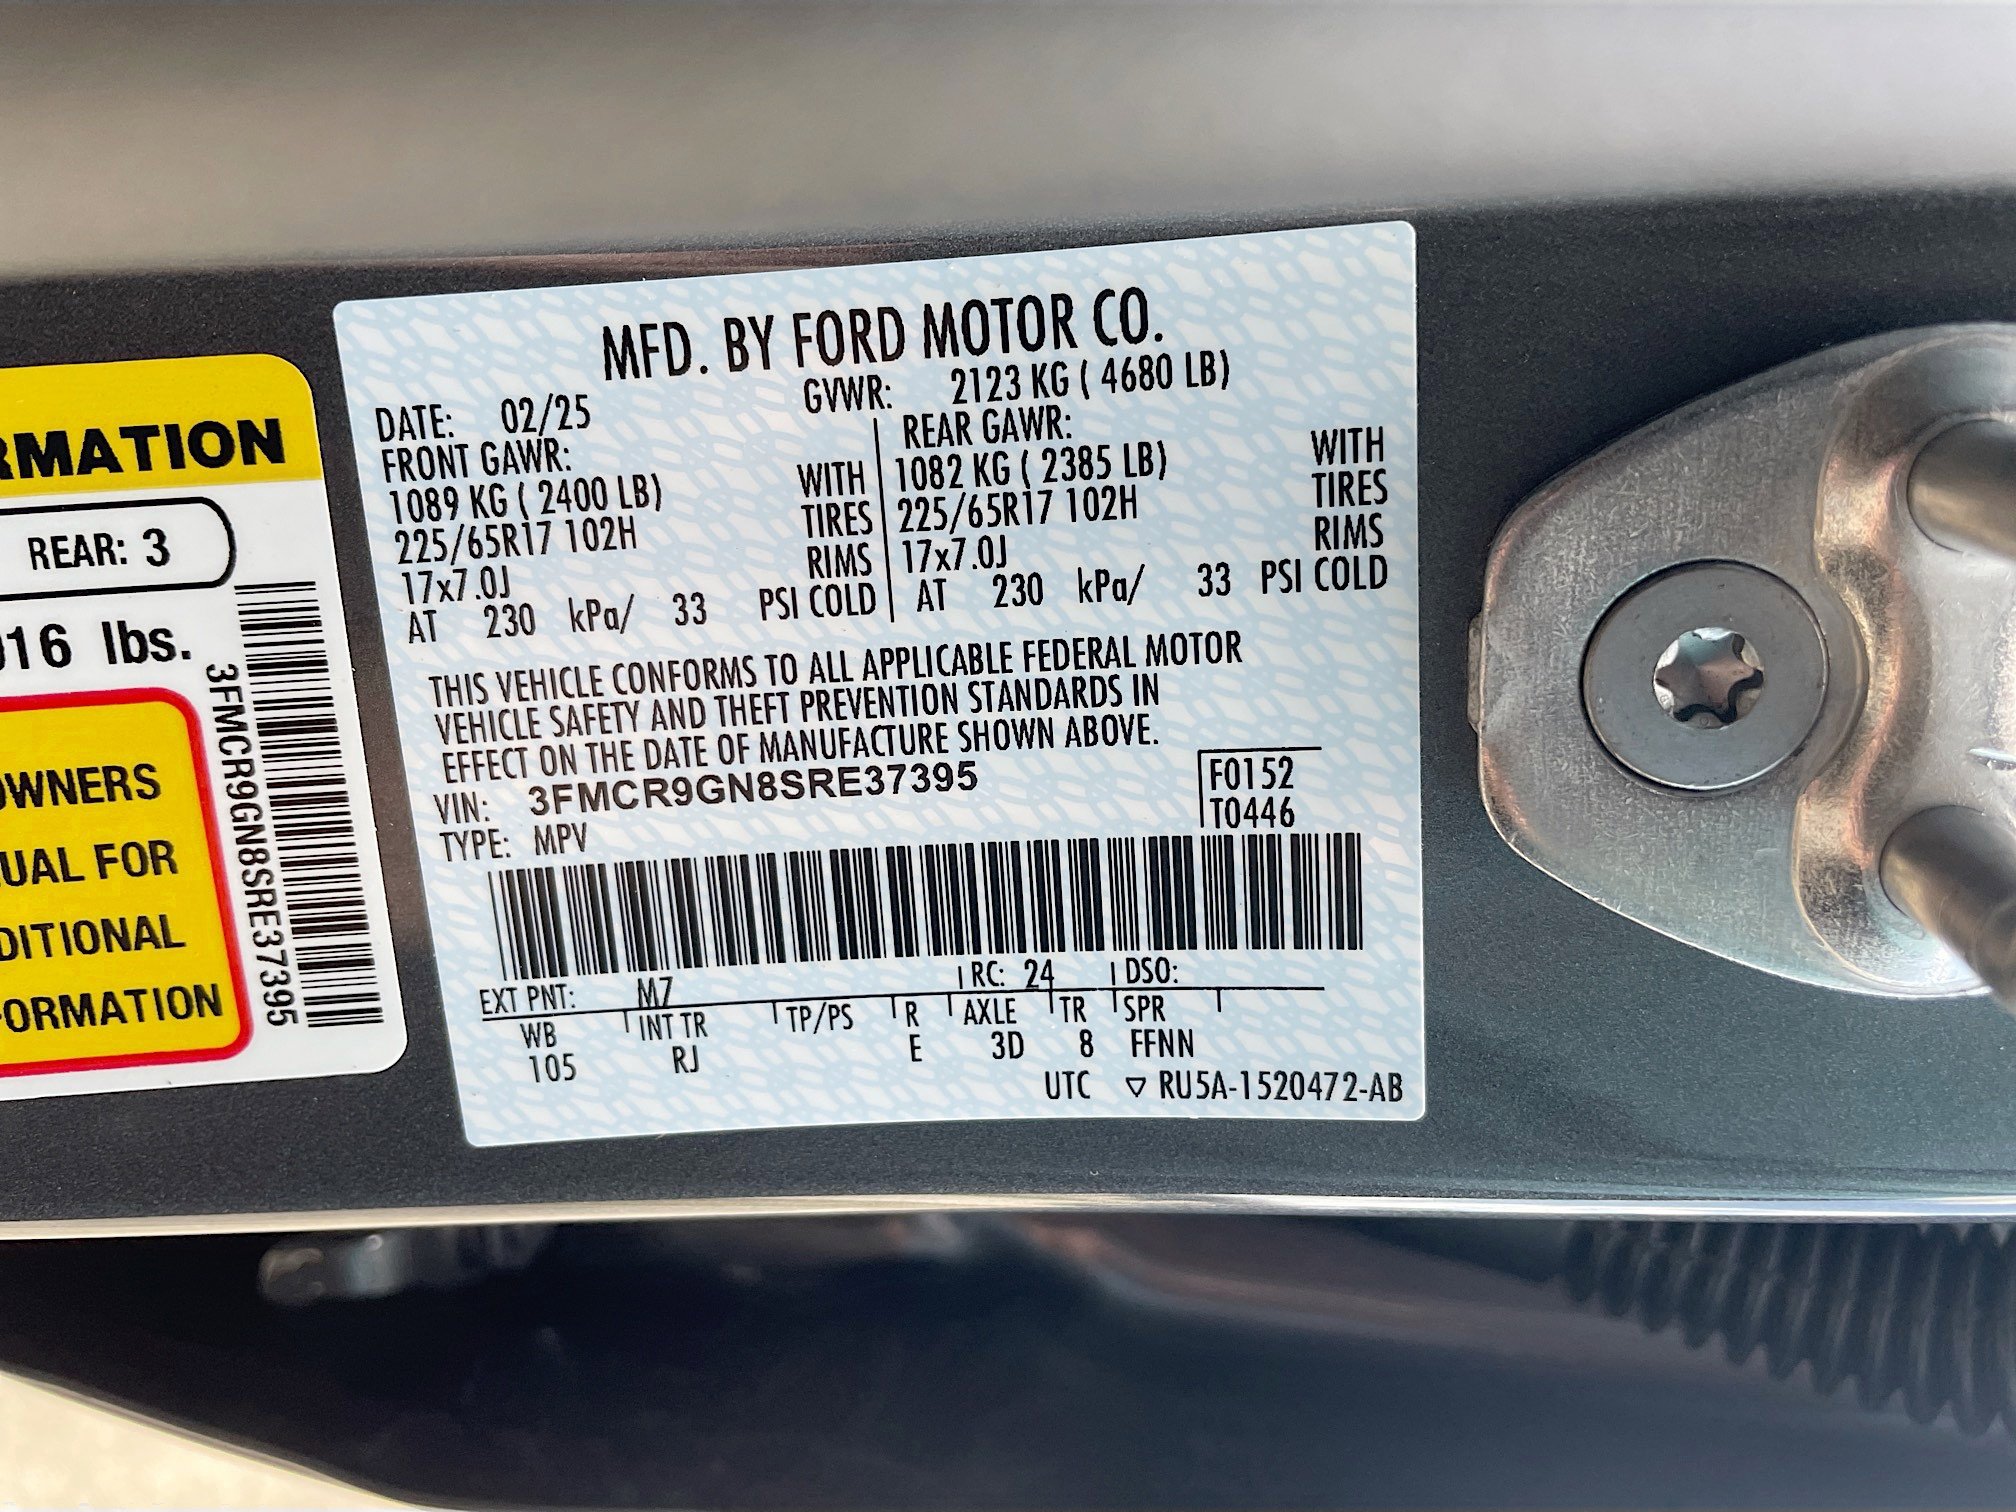 RMATION
REAR: 3
16 lbs.
OWNERS
UAL FOR
DITIONAL
FORMATION
3FMCR9GN8SRE37395
MFD. BY FORD MOTOR CO.
DATE: 02/25 GVWR: 2123 KG ( 4680 LB)
FRONT GAWR: REAR GAWR:
1089 KG ( 2400 LB) WITH 1082 KG ( 2385 LB) WITH
225/65R17 102H TIRES 225/65R17 102H TIRES
17x7.0J RIMS 17x7.0J RIMS
AT 230 kPa/ 33 PSI COLD AT 230 kPa/ 33 PSI COLD
THIS VEHICLE CONFORMS TO ALL APPLICABLE FEDERAL MOTOR
VEHICLE SAFETY AND THEFT PREVENTION STANDARDS IN
EFFECT ON THE DATE OF MANUFACTURE SHOWN ABOVE.
VIN: 3FMCR9GN8SRE37395 F0152
TYPE: MPV T0446
EXT PNT: M7 RC: 24 DSO:
WB INT TR TP/PS R AXLE TR SPR
105 RJ E 3D 8 FFNN
UTC ▽ RU5A-1520472-AB